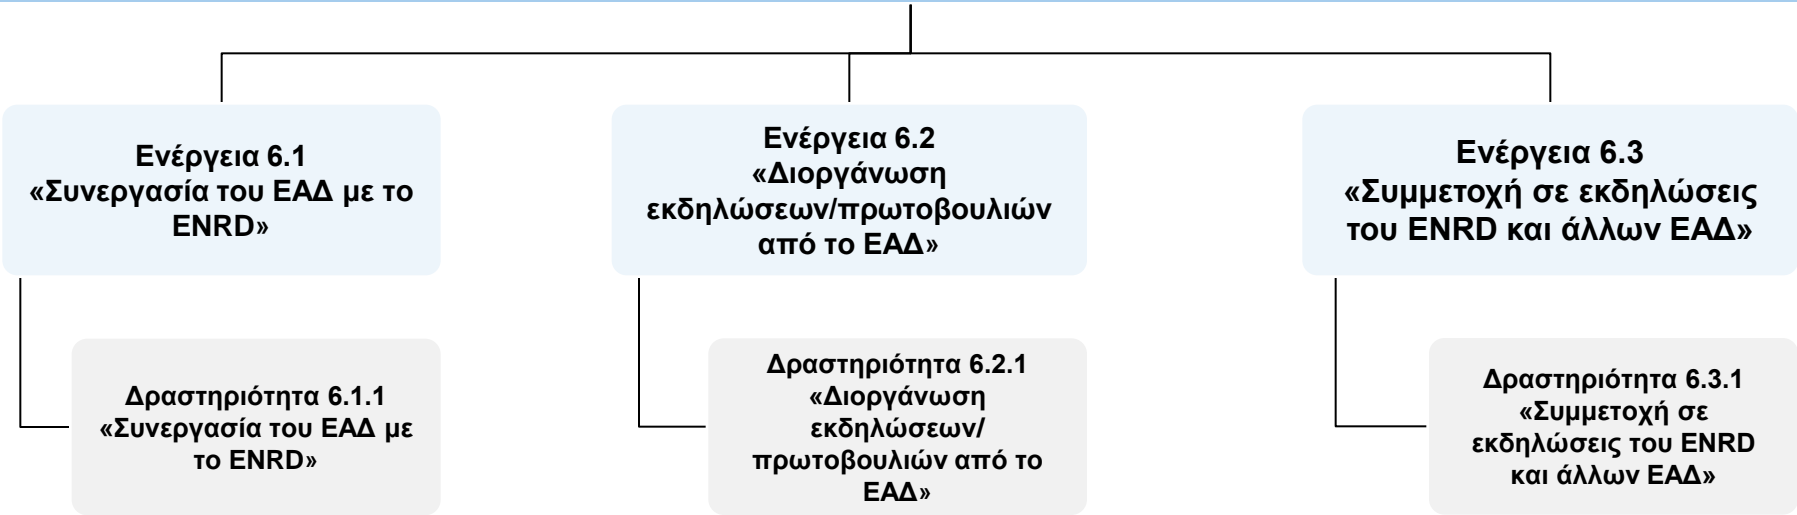 Ενέργεια 6.1
«Συνεργασία του ΕΑΔ με το
ENRD»
Ενέργεια 6.2
«Διοργάνωση
εκδηλώσεων/πρωτοβουλιών
από το ΕΑΔ»
Ενέργεια 6.3
«Συμμετοχή σε εκδηλώσεις
του ENRD και άλλων ΕΑΔ»
Δραστηριότητα 6.1.1
«Συνεργασία του ΕΑΔ με
το ENRD»
Δραστηριότητα 6.2.1
«Διοργάνωση
εκδηλώσεων/
πρωτοβουλιών από το
ΕΑΔ»
Δραστηριότητα 6.3.1
«Συμμετοχή σε
εκδηλώσεις του ENRD
και άλλων ΕΑΔ»